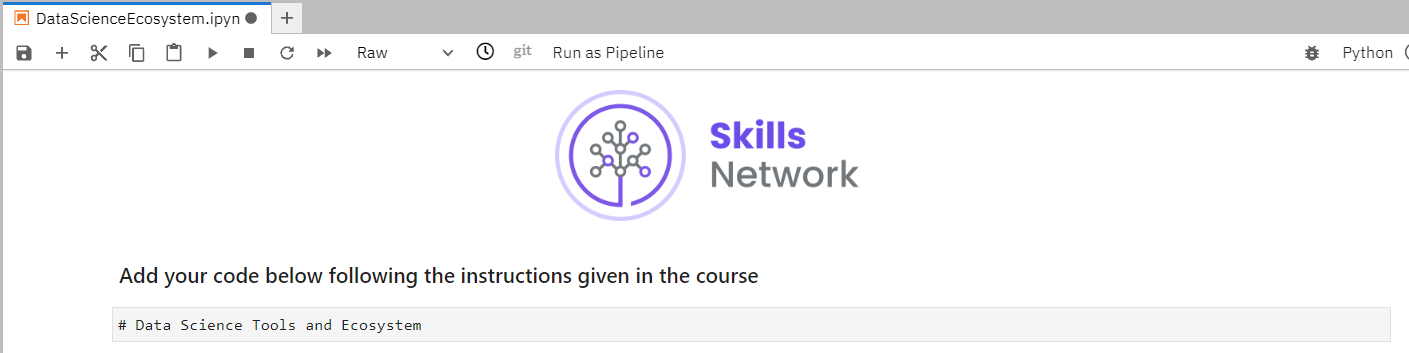 DataScienceEcosystem.ipyn
Raw git Run as Pipeline Python
Skills
Network
Add your code below following the instructions given in the course
# Data Science Tools and Ecosystem